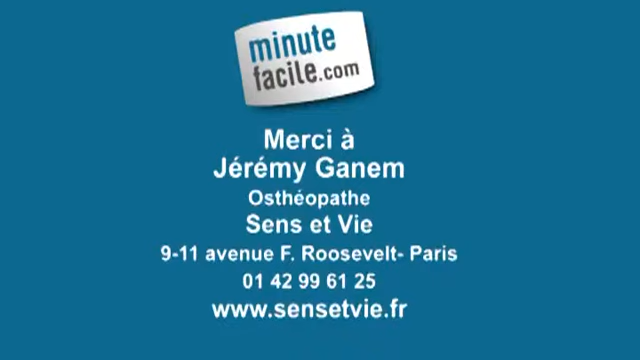 minute
facile.com
Merci à
Jérémy Ganem
Osthéopathe
Sens et Vie
9-11 avenue F. Roosevelt- Paris
01 42 99 61 25
www.sensetvie.fr